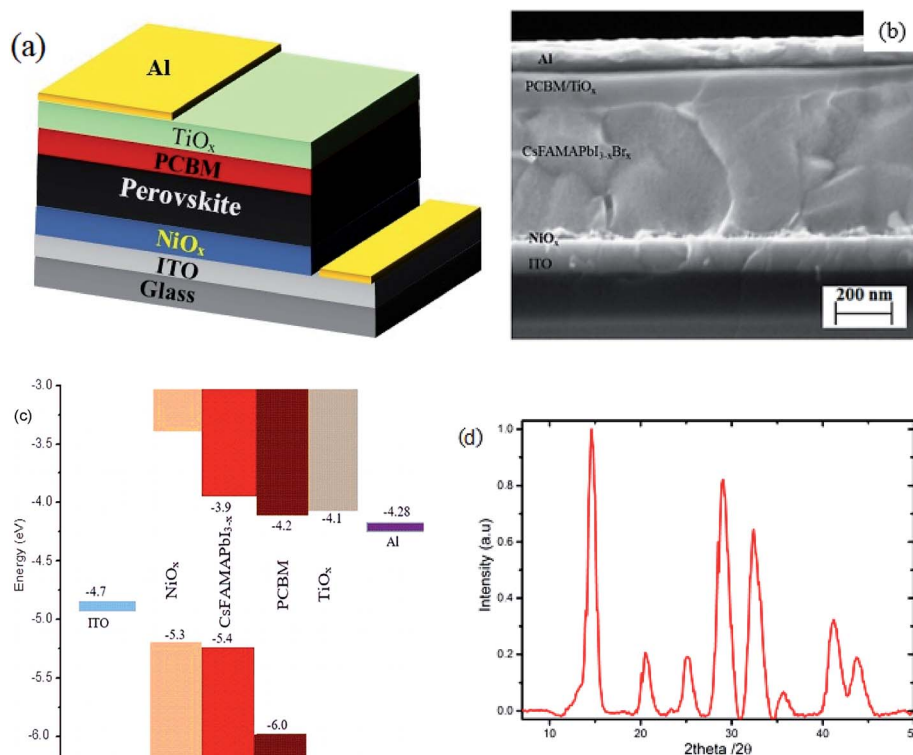 (a)
Al
TiOₓ
PCBM
Perovskite
NiOₓ
ITO
Glass
(b)
Al
PCBM/TiOₓ
CsFAMAPbI₃₋ₓBrₓ
NiOₓ
ITO
200 nm
(c)
Energy (eV)
-3.0
-3.5
-4.0
-4.5
-5.0
-5.5
-6.0
-4.7
ITO
NiOₓ
-5.3
-3.9
CsFAMAPbI₃₋ₓ
-5.4
-4.2
PCBM
-6.0
-4.1
TiOₓ
-4.28
Al
(d)
Intensity (a.u)
1.0
0.8
0.6
0.4
0.2
0.0
10
20
30
40
2theta /2θ